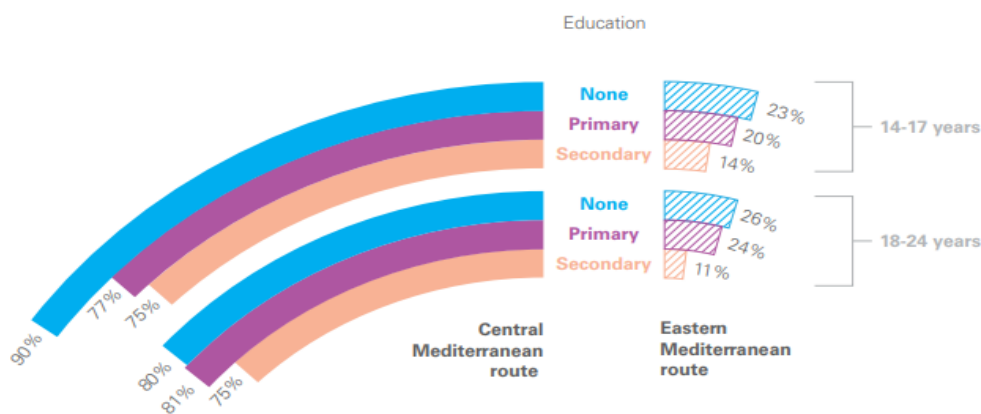 Education
None
Primary
Secondary
23%
20%
14%
14-17 years
90%
77%
75%
None
Primary
Secondary
26%
24%
11%
18-24 years
80%
81%
75%
Central
Mediterranean
route
Eastern
Mediterranean
route